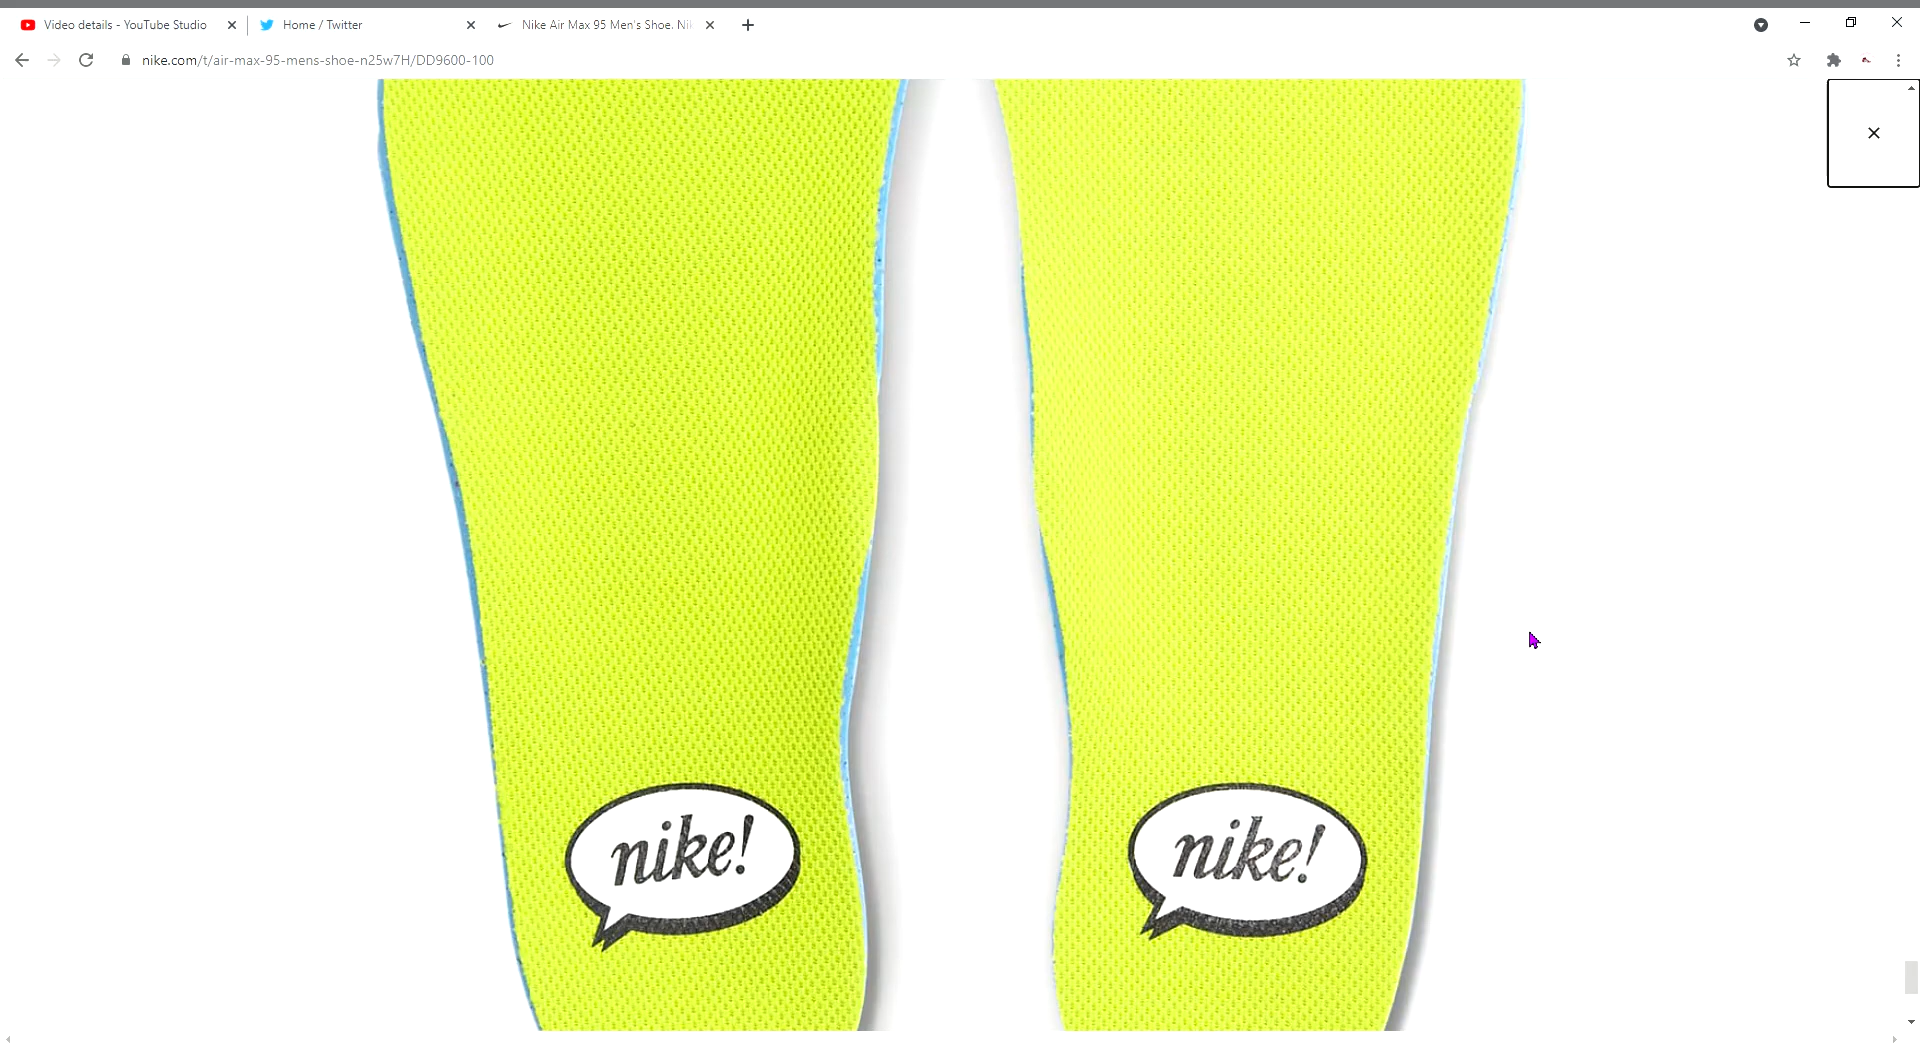 Video details - YouTube Studio
Home / Twitter
Nike Air Max 95 Men's Shoe.
nike.com/t/air-max-95-mens-shoe-n25w7H/DD9600-100
nike!
nike!